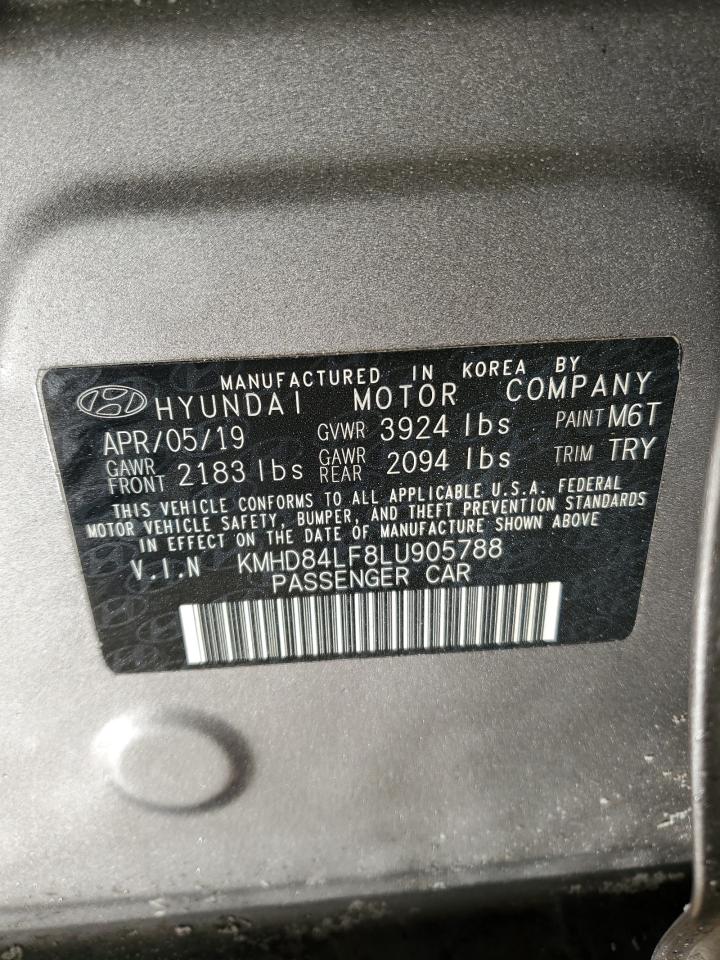 MANUFACTURED IN KOREA BY
HYUNDAI MOTOR COMPANY
APR/05/19 GVWR 3924 lbs PAINT M6T
GAWR FRONT 2183 lbs GAWR REAR 2094 lbs TRIM TRY
THIS VEHICLE CONFORMS TO ALL APPLICABLE U.S.A. FEDERAL
MOTOR VEHICLE SAFETY, BUMPER, AND THEFT PREVENTION STANDARDS
IN EFFECT ON THE DATE OF MANUFACTURE SHOWN ABOVE
V.I.N KMHD84LF8LU905788
PASSENGER CAR